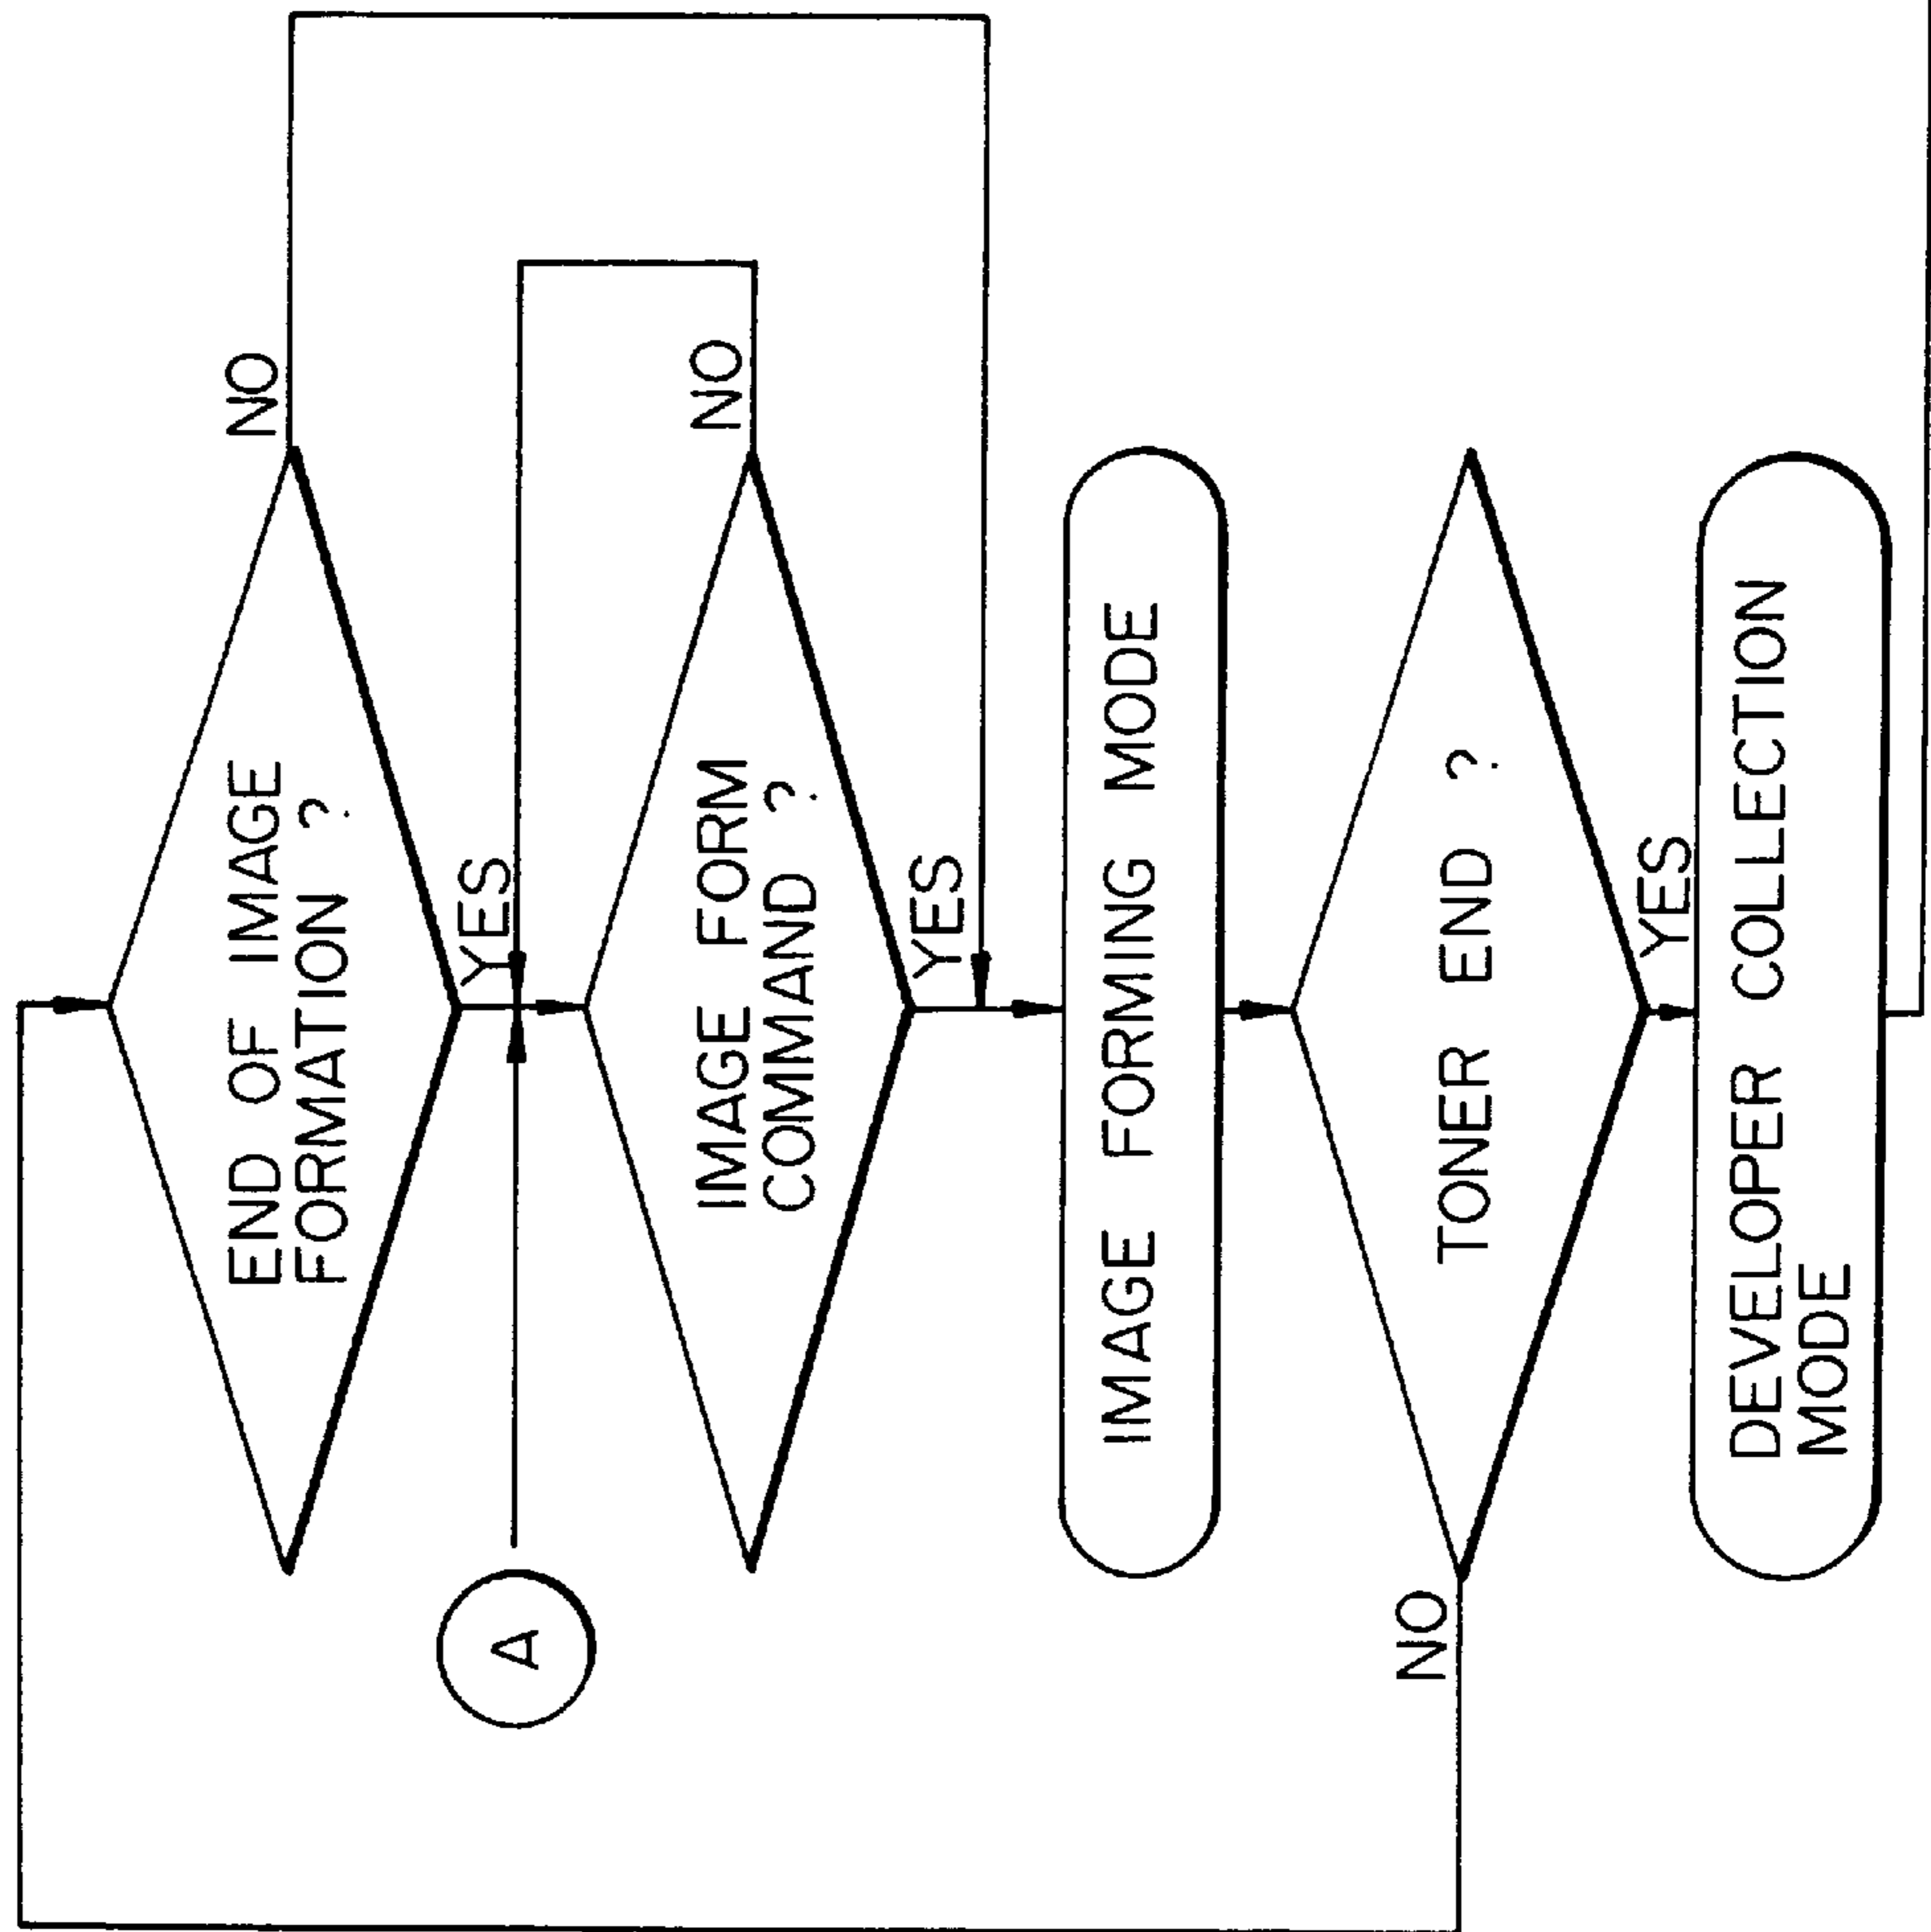 END OF IMAGE
FORMATION ?
NO
YES
A
IMAGE FORM
COMMAND ?
NO
YES
IMAGE FORMING MODE
TONER END ?
NO
YES
DEVELOPER COLLECTION
MODE